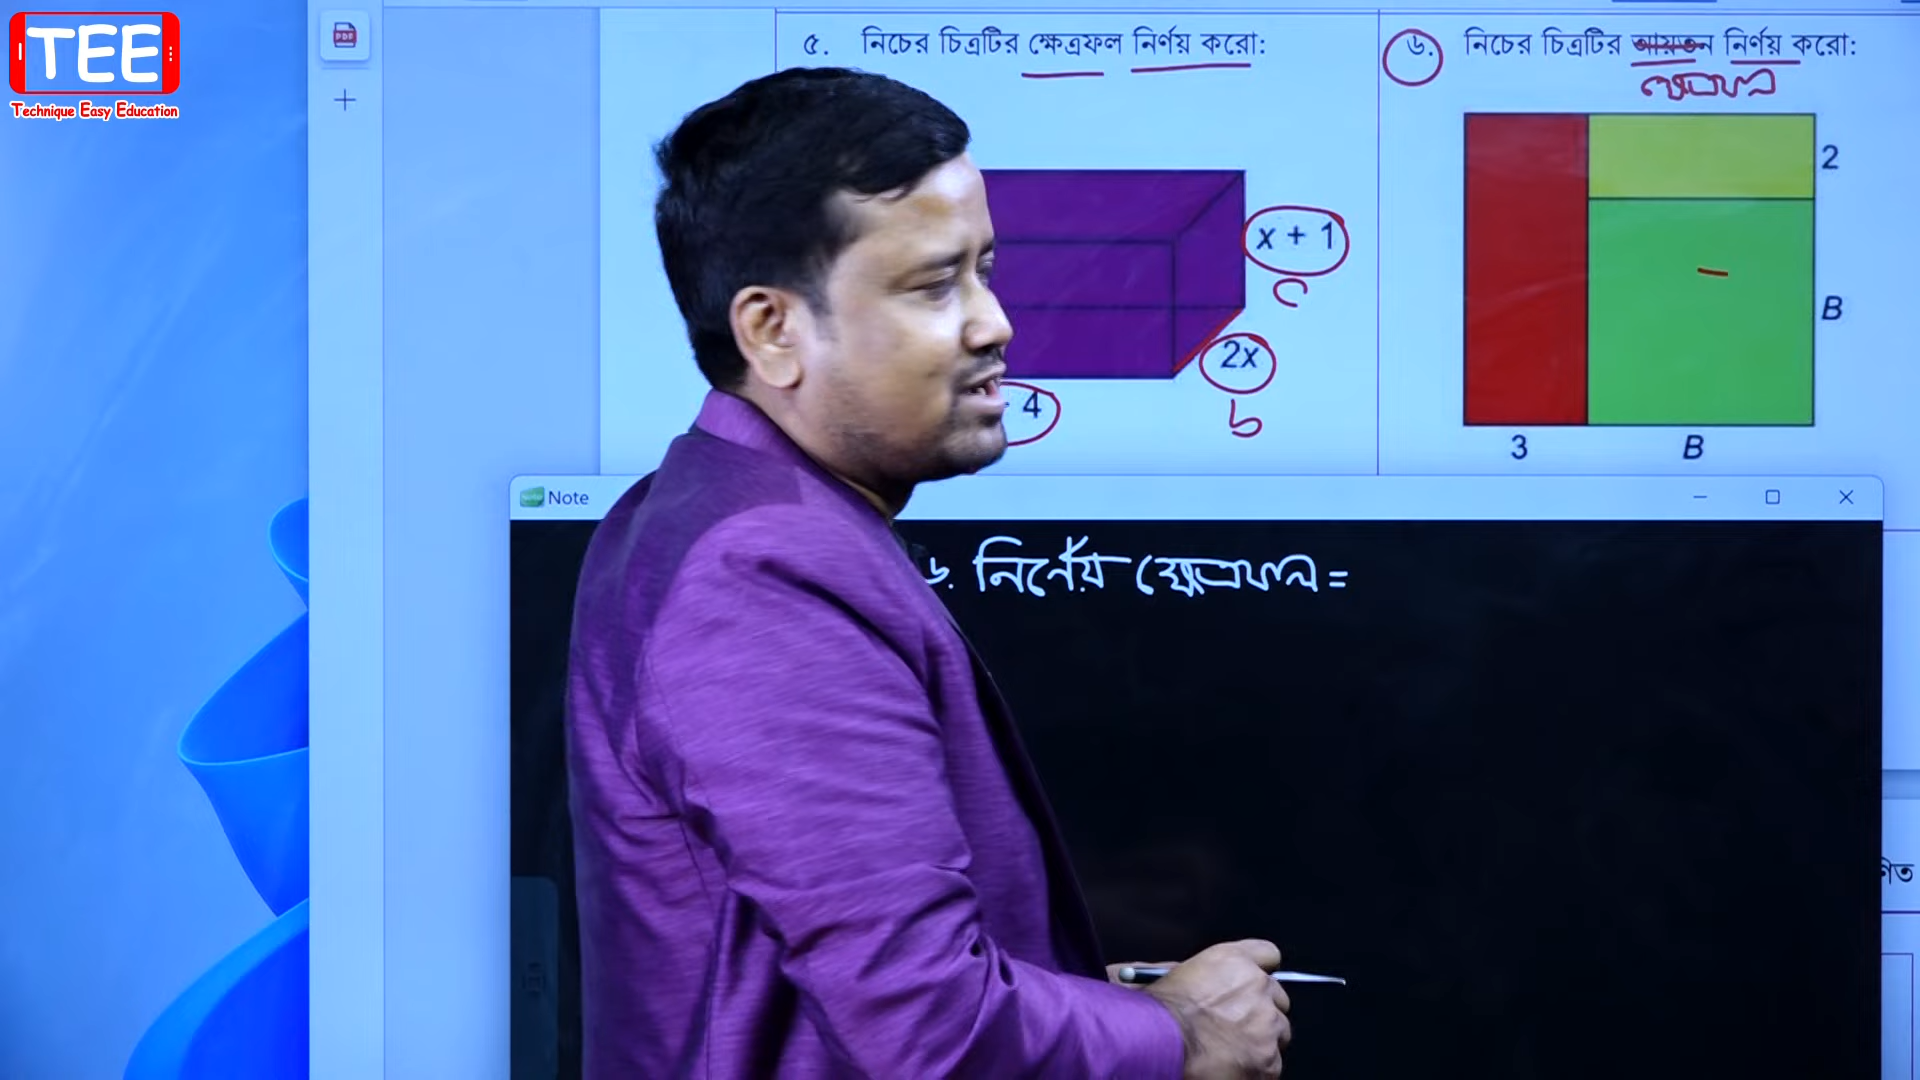 TEE
Technique Easy Education
PDF
৫. নিচের চিত্রটির ক্ষেত্রফল নির্ণয় করো:
x + 1
c
2x
b
4
৬. নিচের চিত্রটির আয়তন নির্ণয় করো:
ক্ষেত্রফল
2
B
3 B
Note
৬. নির্ণেয় ক্ষেত্রফল =